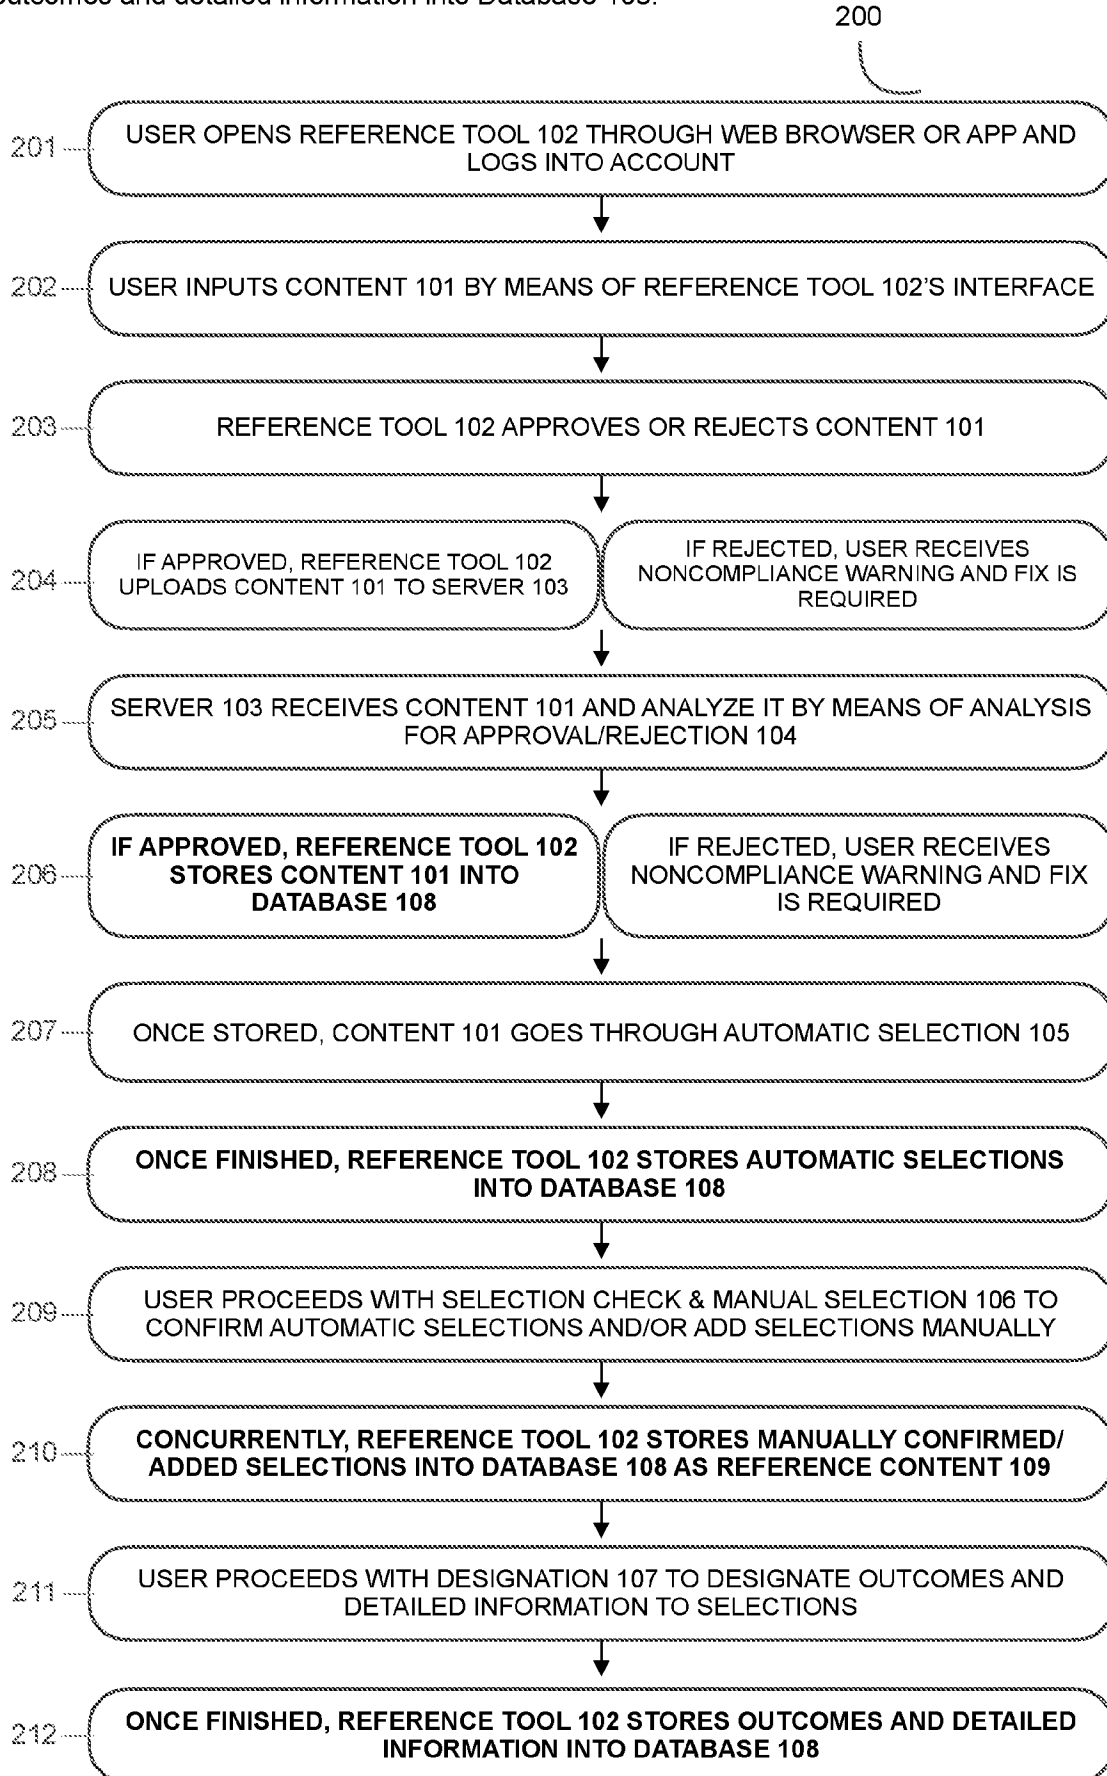 outcomes and detailed information into Database 108.
200
201
USER OPENS REFERENCE TOOL 102 THROUGH WEB BROWSER OR APP AND
LOGS INTO ACCOUNT
202
USER INPUTS CONTENT 101 BY MEANS OF REFERENCE TOOL 102'S INTERFACE
203
REFERENCE TOOL 102 APPROVES OR REJECTS CONTENT 101
204
IF APPROVED, REFERENCE TOOL 102
UPLOADS CONTENT 101 TO SERVER 103
IF REJECTED, USER RECEIVES
NONCOMPLIANCE WARNING AND FIX IS
REQUIRED
205
SERVER 103 RECEIVES CONTENT 101 AND ANALYZE IT BY MEANS OF ANALYSIS
FOR APPROVAL/REJECTION 104
206
IF APPROVED, REFERENCE TOOL 102
STORES CONTENT 101 INTO
DATABASE 108
IF REJECTED, USER RECEIVES
NONCOMPLIANCE WARNING AND FIX
IS REQUIRED
207
ONCE STORED, CONTENT 101 GOES THROUGH AUTOMATIC SELECTION 105
208
ONCE FINISHED, REFERENCE TOOL 102 STORES AUTOMATIC SELECTIONS
INTO DATABASE 108
209
USER PROCEEDS WITH SELECTION CHECK & MANUAL SELECTION 106 TO
CONFIRM AUTOMATIC SELECTIONS AND/OR ADD SELECTIONS MANUALLY
210
CONCURRENTLY, REFERENCE TOOL 102 STORES MANUALLY CONFIRMED/
ADDED SELECTIONS INTO DATABASE 108 AS REFERENCE CONTENT 109
211
USER PROCEEDS WITH DESIGNATION 107 TO DESIGNATE OUTCOMES AND
DETAILED INFORMATION TO SELECTIONS
212
ONCE FINISHED, REFERENCE TOOL 102 STORES OUTCOMES AND DETAILED
INFORMATION INTO DATABASE 108